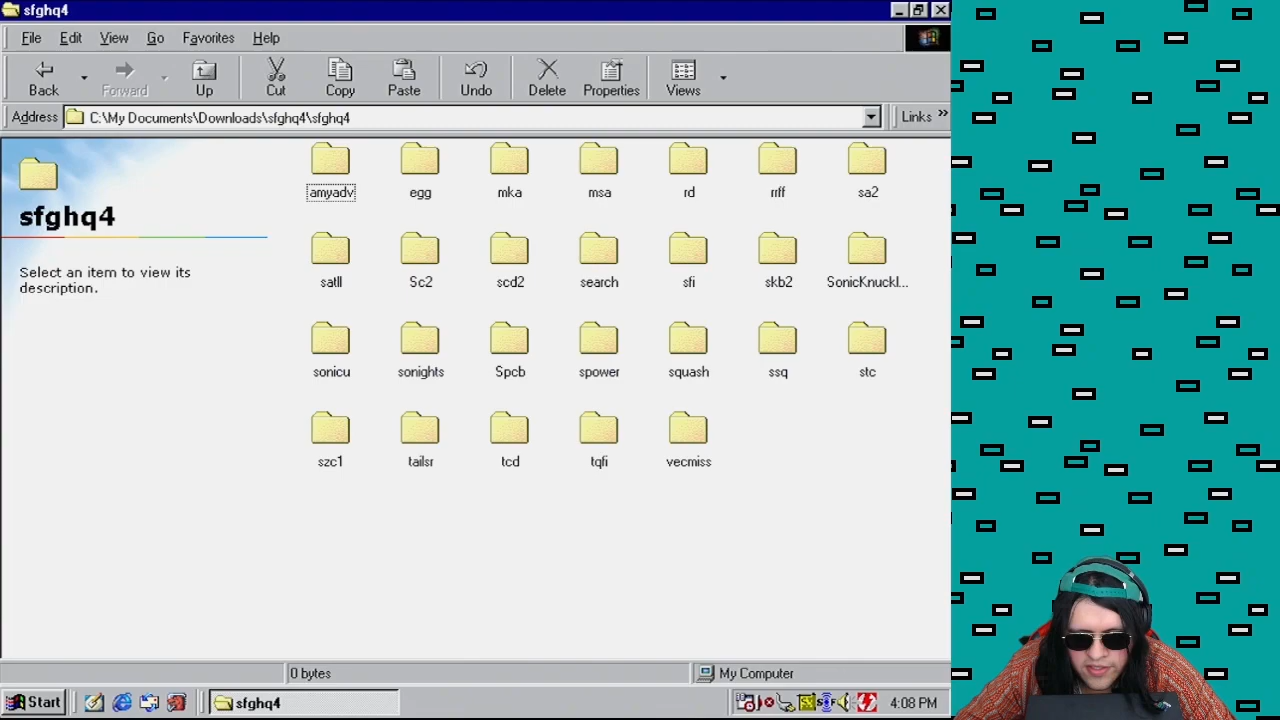 sfghq4
File Edit View Go Favorites Help
Back Forward Up Cut Copy Paste Undo Delete Properties Views
Address C:\My Documents\Downloads\sfghq4\sfghq4 Links »
sfghq4
Select an item to view its
description.
amyadv egg mka msa rd rrff sa2
satll Sc2 scd2 search sfi skb2 SonicKnuckl...
sonicu sonights Spcb spower squash ssq stc
szc1 tailsr tcd tqfi vecmiss
0 bytes My Computer
Start sfghq4 4:08 PM